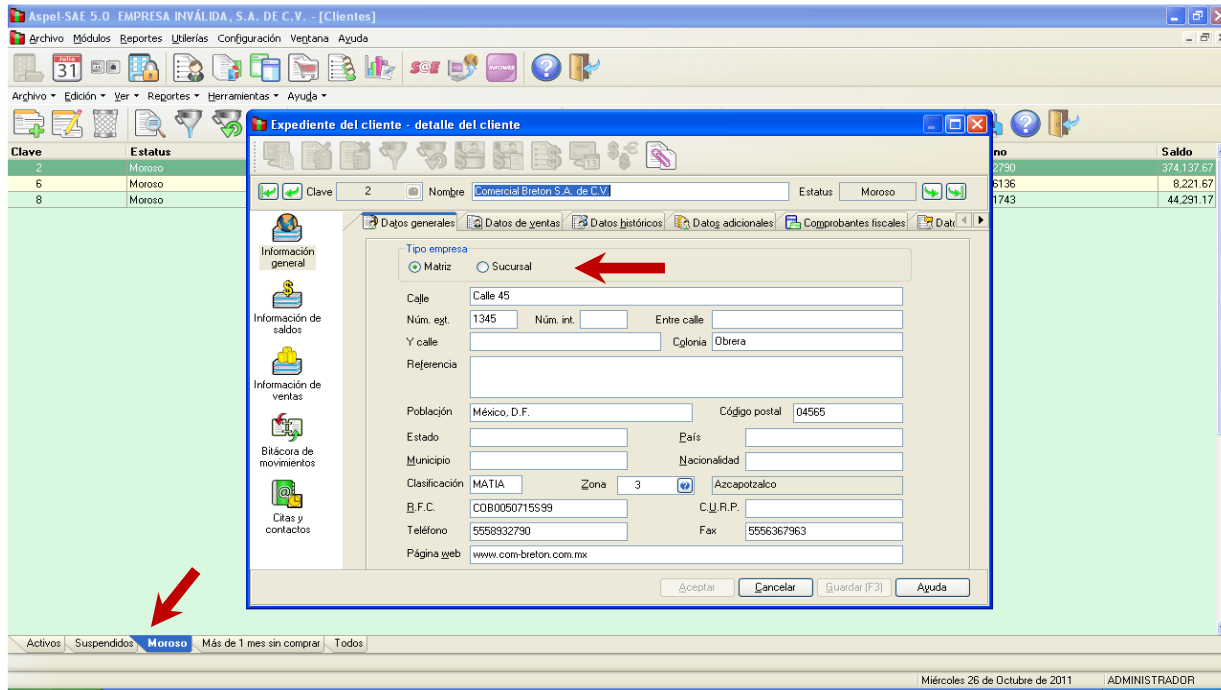 Aspel-SAE 5.0 EMPRESA INVÁLIDA, S.A. DE C.V. - [Clientes]
Archivo Módulos Reportes Utilerías Configuración Ventana Ayuda
Julio 31 S@E INPOWER
Archivo Edición Ver Reportes Herramientas Ayuda
Expediente del cliente - detalle del cliente
Clave Estatus no Saldo
2 Moroso 2790 374,137.67
6 Moroso 6136 8,221.67
8 Moroso 1743 44,291.17
Clave 2 Nombre Comercial Breton S.A. de C.V. Estatus Moroso
Datos generales Datos de ventas Datos históricos Datos adicionales Comprobantes fiscales Dato
Información general
Información de saldos
Información de ventas
Bitácora de movimientos
Citas y contactos
Tipo empresa
Matriz Sucursal
Calle Calle 45
Núm. ext. 1345 Núm. int. Entre calle
Y calle Colonia Obrera
Referencia
Población México, D.F. Código postal 04565
Estado País
Municipio Nacionalidad
Clasificación MATIA Zona 3 Azcapotzalco
R.F.C. COB0050715S99 C.U.R.P.
Teléfono 5558932790 Fax 5556367963
Página web www.com-breton.com.mx
Aceptar Cancelar Guardar (F3) Ayuda
Activos Suspendidos Moroso Más de 1 mes sin comprar Todos
Miércoles 26 de Octubre de 2011 ADMINISTRADOR